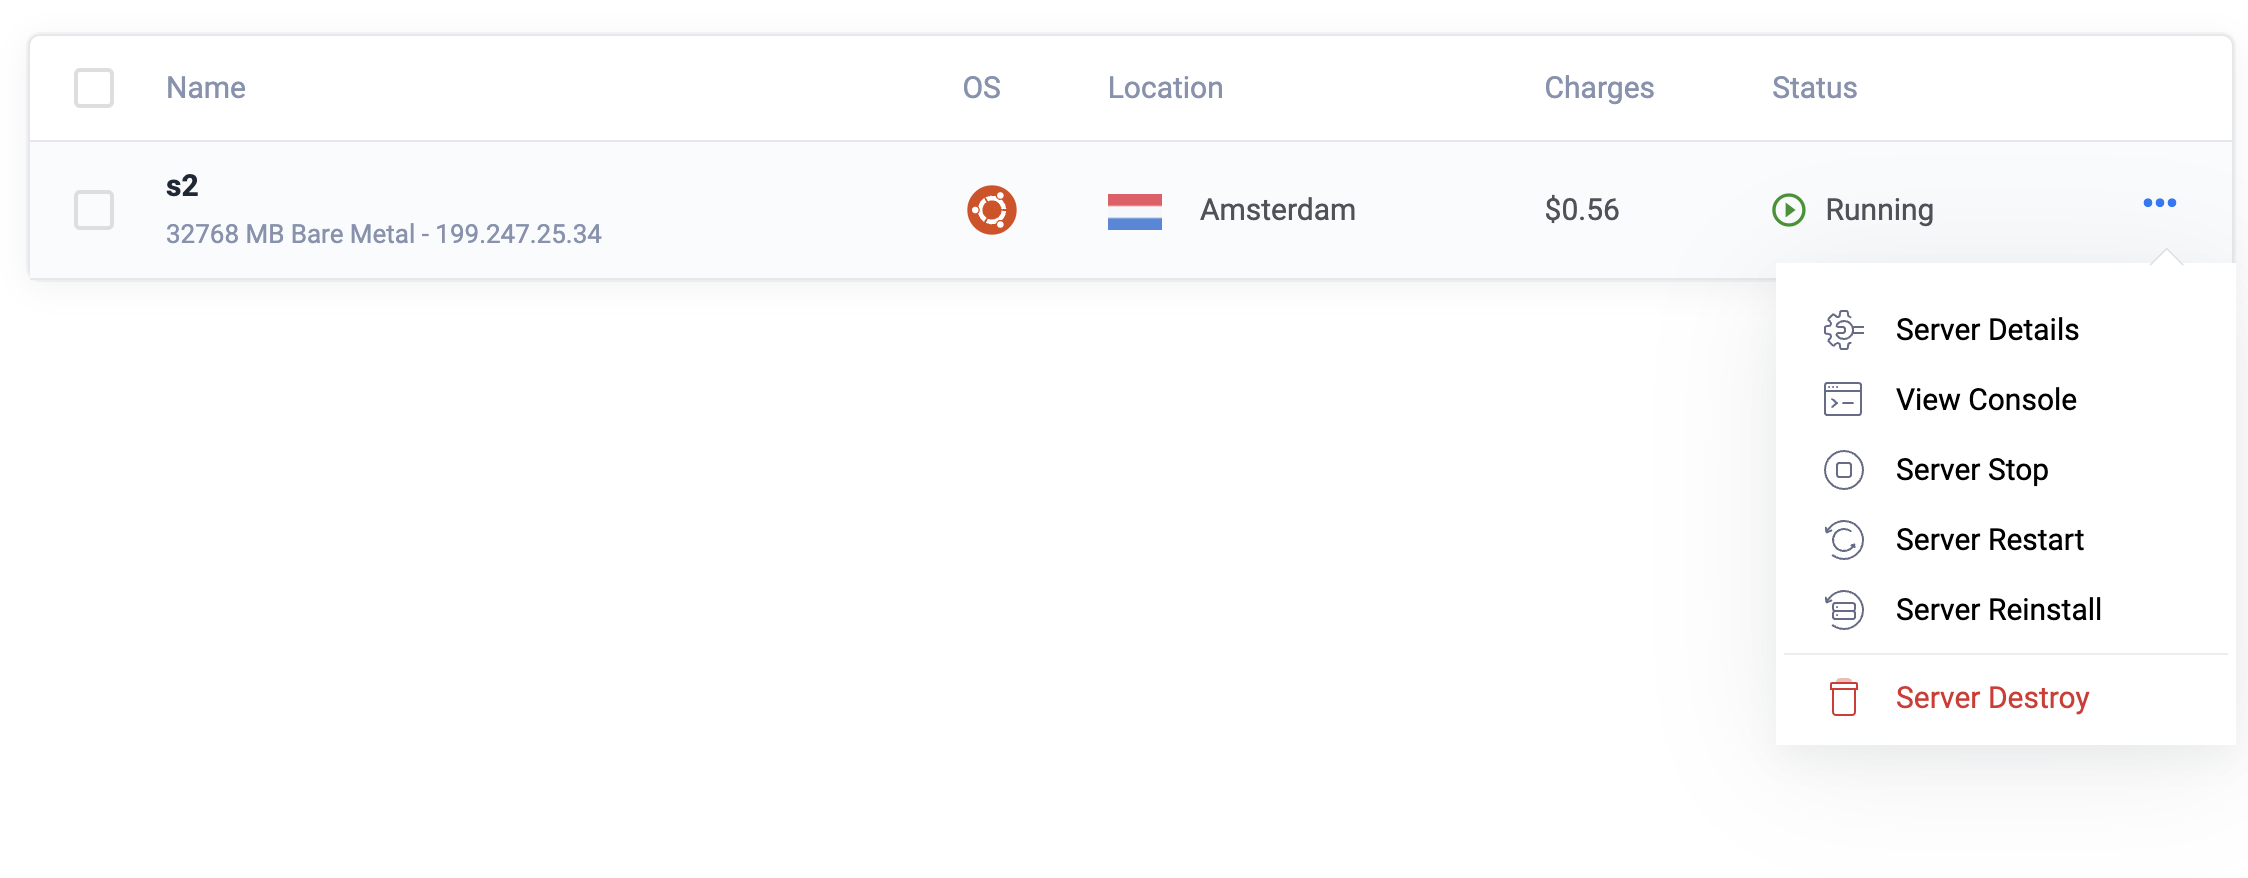 Name OS Location Charges Status
s2
32768 MB Bare Metal - 199.247.25.34
Amsterdam $0.56 Running
Server Details
View Console
Server Stop
Server Restart
Server Reinstall
Server Destroy